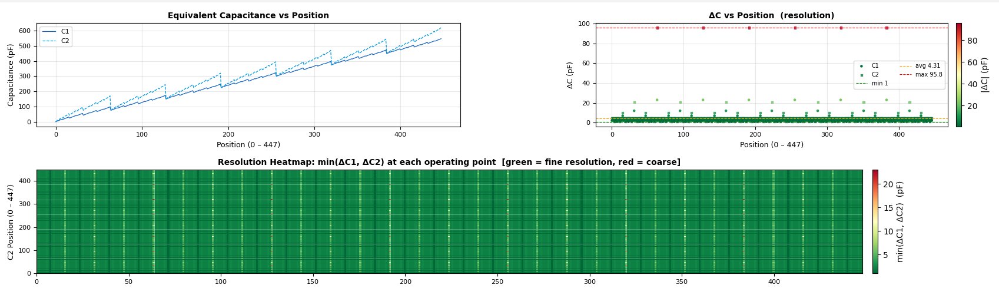 Equivalent Capacitance vs Position
C1
C2
600
500
400
300
200
100
0
Capacitance (pF)
0 100 200 300 400
Position (0 – 447)
ΔC vs Position (resolution)
100
80
60
40
20
0
ΔC (pF)
C1
C2
min 1
avg 4.31
max 95.8
0 100 200 300 400
Position (0 – 447)
80
60
40
20
|ΔC| (pF)
Resolution Heatmap: min(ΔC1, ΔC2) at each operating point [green = fine resolution, red = coarse]
400
300
200
100
0
C2 Position (0 – 447)
0 50 100 150 200 250 300 350 400
20
15
10
5
min(ΔC1, ΔC2) (pF)